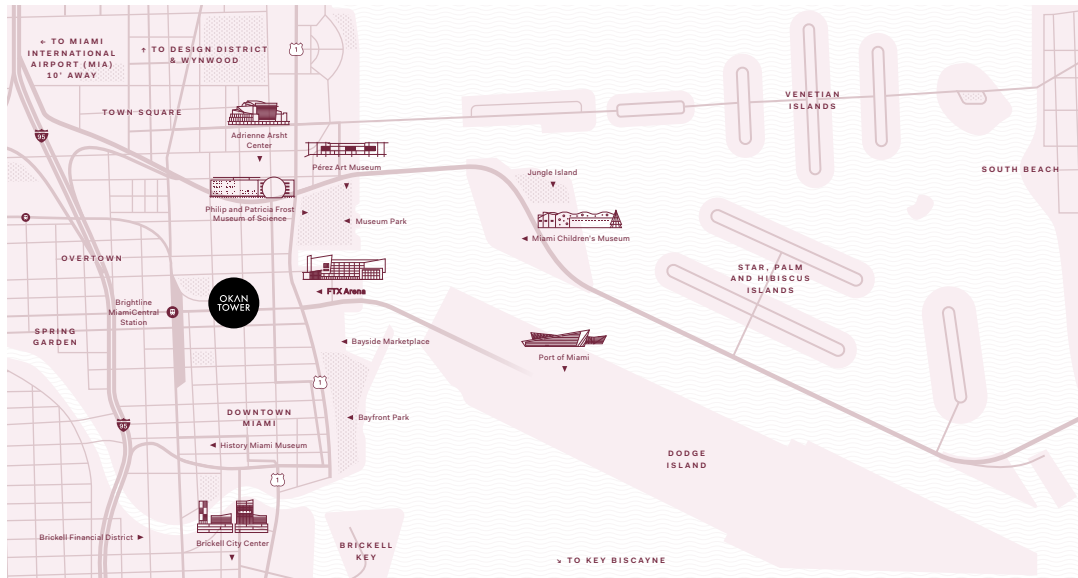 ← TO MIAMI
INTERNATIONAL
AIRPORT (MIA)
10' AWAY
↑ TO DESIGN DISTRICT
& WYNWOOD
1
VENETIAN
ISLANDS
TOWN SQUARE
95
Adrienne Arsht
Center
Pérez Art Museum
Jungle Island
SOUTH BEACH
Philip and Patricia Frost
Museum of Science
Museum Park
Miami Children's Museum
OVERTOWN
STAR, PALM
AND HIBISCUS
ISLANDS
FTX Arena
OKAN
TOWER
Brightline
MiamiCentral
Station
SPRING
GARDEN
Bayside Marketplace
Port of Miami
1
DOWNTOWN
MIAMI
Bayfront Park
95
History Miami Museum
DODGE
ISLAND
1
Brickell Financial District
Brickell City Center
BRICKELL
KEY
↘ TO KEY BISCAYNE